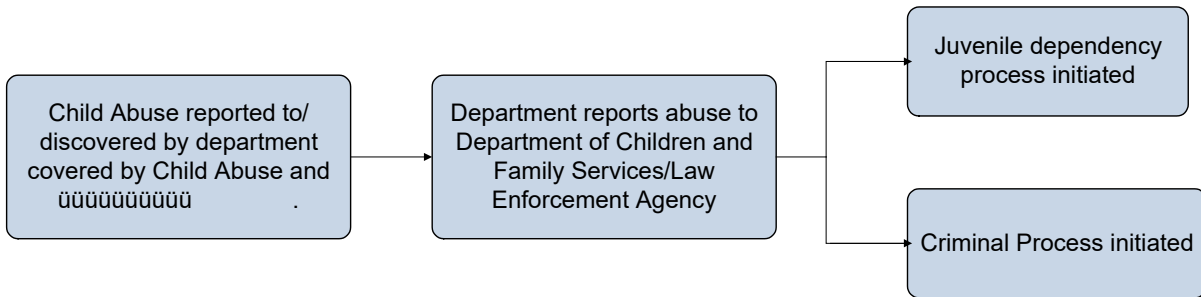 Child Abuse reported to/
discovered by department
covered by Child Abuse and
üüüüüüüüüü .
Department reports abuse to
Department of Children and
Family Services/Law
Enforcement Agency
Juvenile dependency
process initiated
Criminal Process initiated